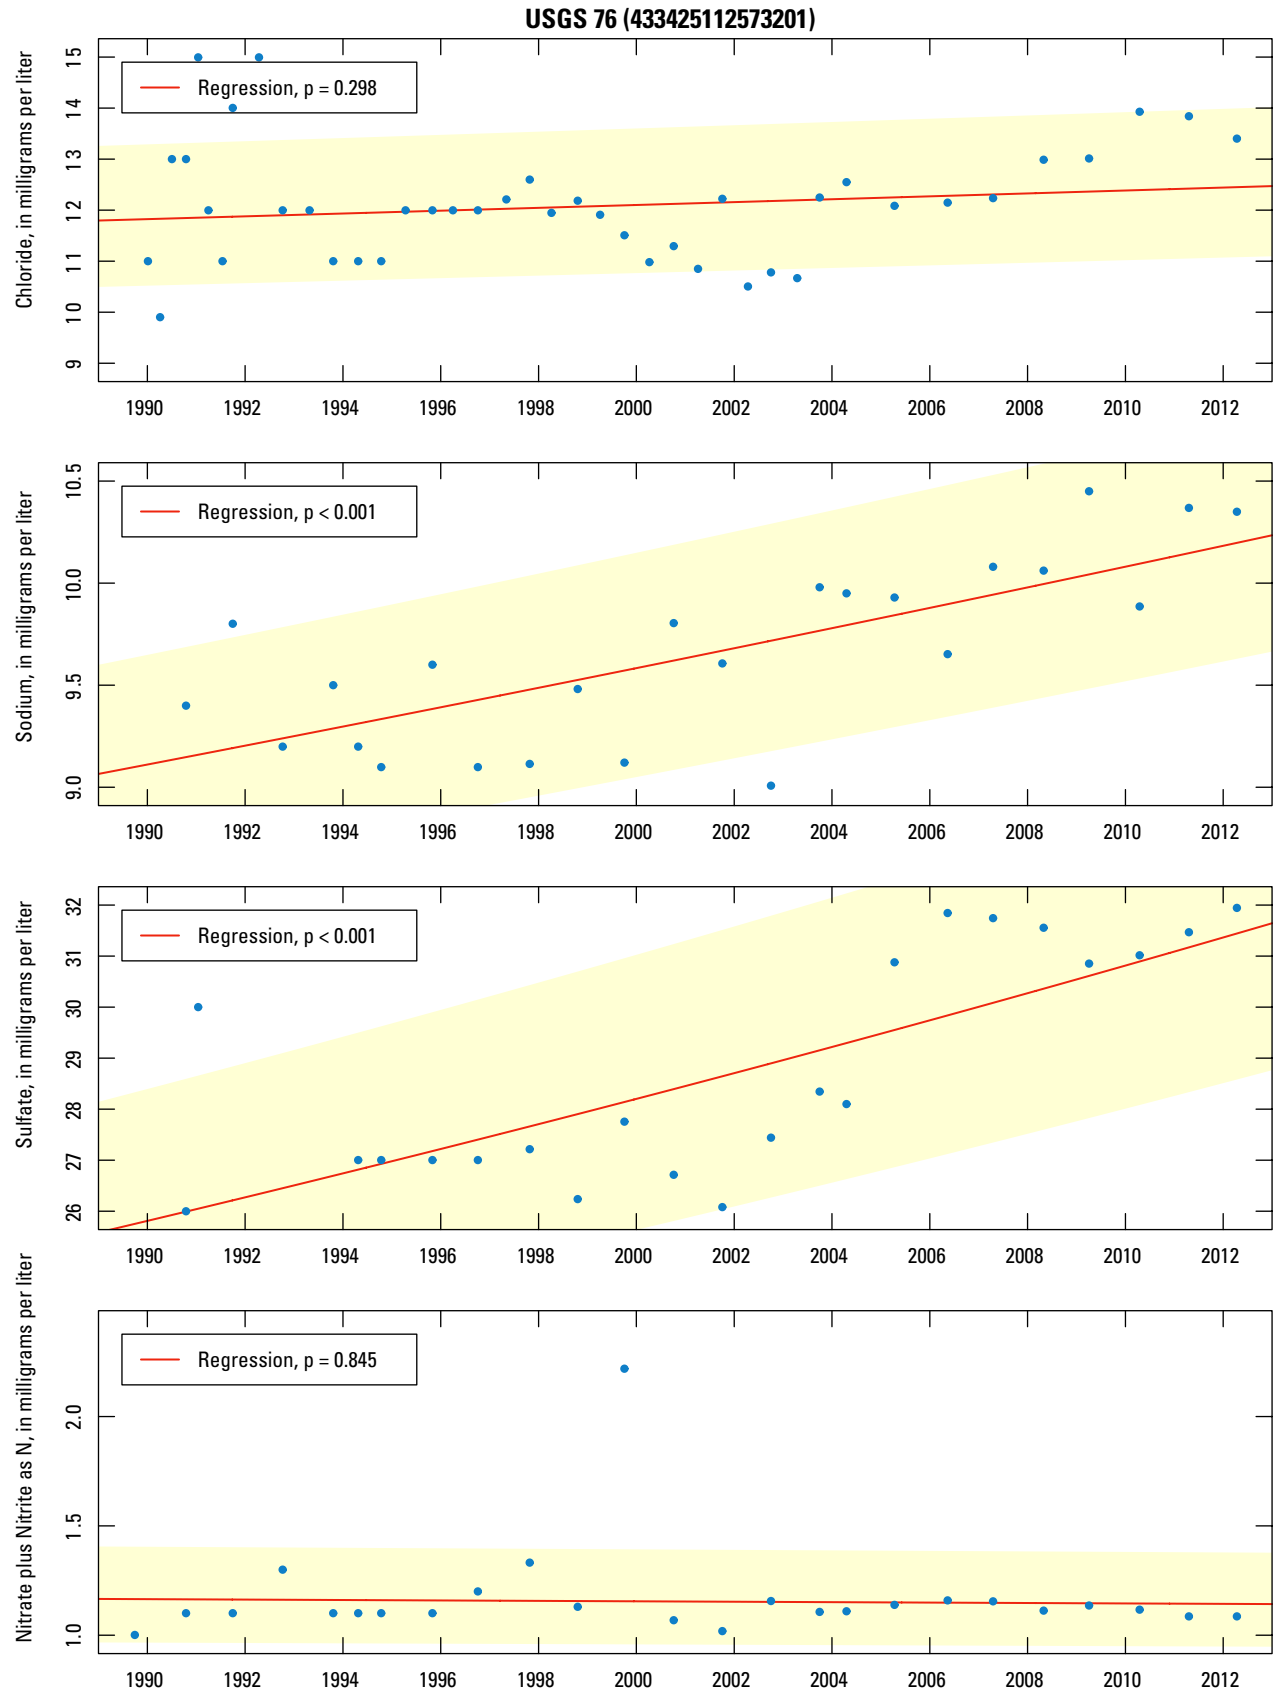 USGS 76 (433425112573201)
Chloride, in milligrams per liter
15
14
13
12
11
10
9
Regression, p = 0.298
1990 1992 1994 1996 1998 2000 2002 2004 2006 2008 2010 2012
Sodium, in milligrams per liter
10.5
10.0
9.5
9.0
Regression, p < 0.001
1990 1992 1994 1996 1998 2000 2002 2004 2006 2008 2010 2012
Sulfate, in milligrams per liter
32
31
30
29
28
27
26
Regression, p < 0.001
1990 1992 1994 1996 1998 2000 2002 2004 2006 2008 2010 2012
Nitrate plus Nitrite as N, in milligrams per liter
2.0
1.5
1.0
Regression, p = 0.845
1990 1992 1994 1996 1998 2000 2002 2004 2006 2008 2010 2012